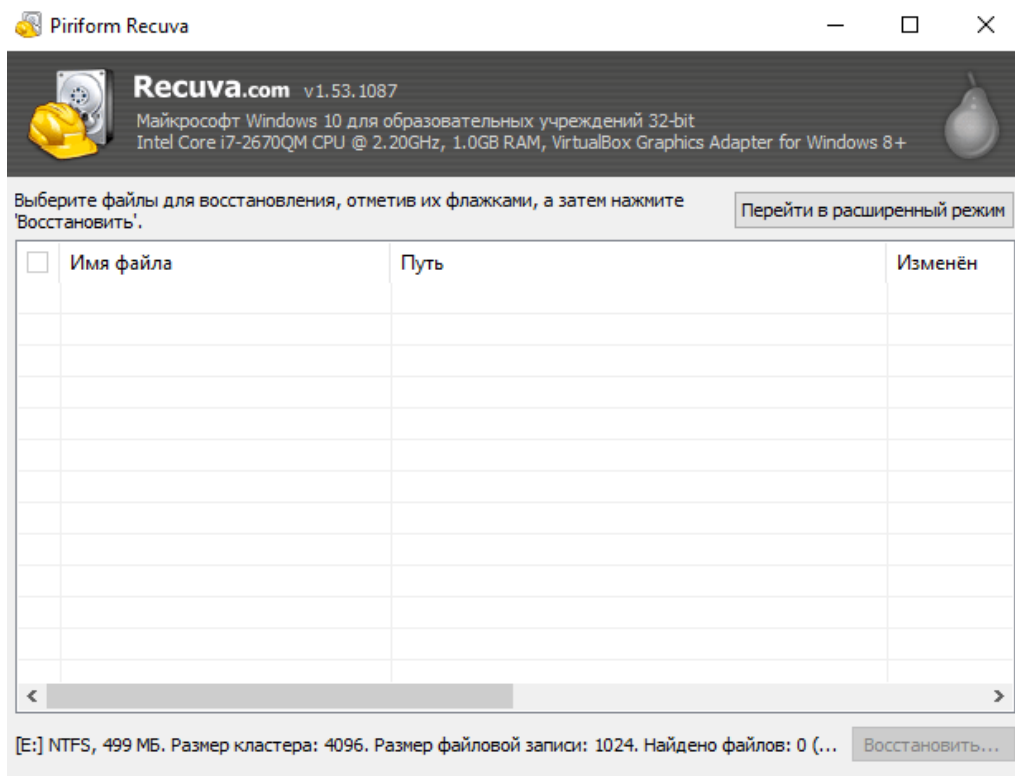 Piriform Recuva
Recuva.com v1.53.1087
Майкрософт Windows 10 для образовательных учреждений 32-bit
Intel Core i7-2670QM CPU @ 2.20GHz, 1.0GB RAM, VirtualBox Graphics Adapter for Windows 8+
Выберите файлы для восстановления, отметив их флажками, а затем нажмите
'Восстановить'.
Перейти в расширенный режим
Имя файла Путь Изменён
[E:] NTFS, 499 МБ. Размер кластера: 4096. Размер файловой записи: 1024. Найдено файлов: 0 (... Восстановить...